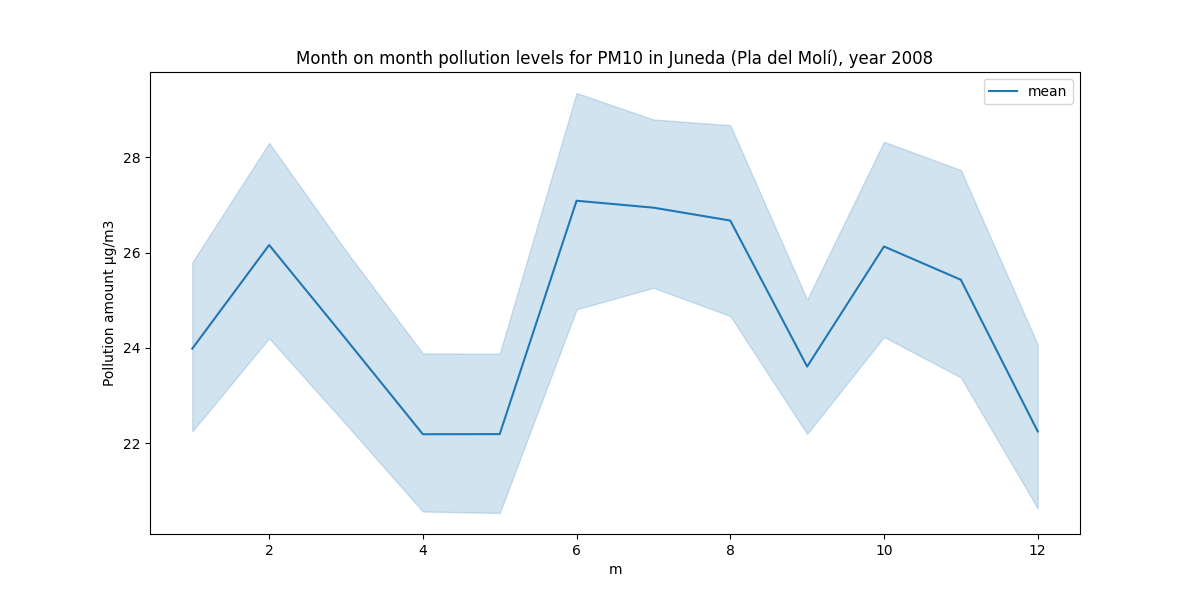 Month on month pollution levels for PM10 in Juneda (Pla del Molí), year 2008
mean
Pollution amount µg/m3
28
26
24
22
2 4 6 8 10 12
m